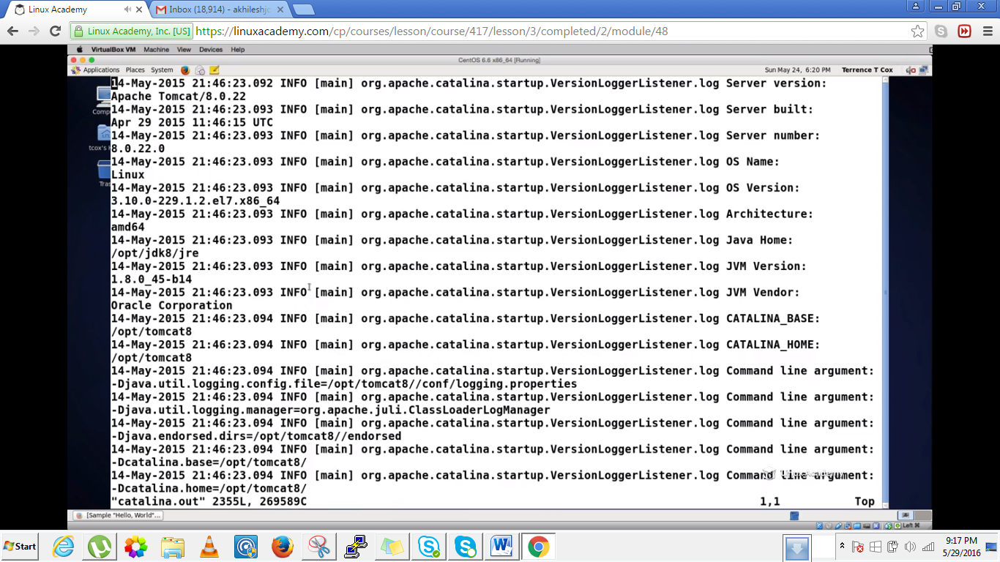 Linux Academy
Inbox (18,914) - akhileshj
Linux Academy, Inc. [US] https://linuxacademy.com/cp/courses/lesson/course/417/lesson/3/completed/2/module/48
VirtualBox VM Machine View Devices Help
CentOS 6.6 x86_64 [Running]
Applications Places System Sun May 24, 6:20 PM Terrence T Cox
14-May-2015 21:46:23.092 INFO [main] org.apache.catalina.startup.VersionLoggerListener.log Server version:
Apache Tomcat/8.0.22
14-May-2015 21:46:23.093 INFO [main] org.apache.catalina.startup.VersionLoggerListener.log Server built:
Apr 29 2015 11:46:15 UTC
14-May-2015 21:46:23.093 INFO [main] org.apache.catalina.startup.VersionLoggerListener.log Server number:
8.0.22.0
14-May-2015 21:46:23.093 INFO [main] org.apache.catalina.startup.VersionLoggerListener.log OS Name:
Linux
14-May-2015 21:46:23.093 INFO [main] org.apache.catalina.startup.VersionLoggerListener.log OS Version:
3.10.0-229.1.2.el7.x86_64
14-May-2015 21:46:23.093 INFO [main] org.apache.catalina.startup.VersionLoggerListener.log Architecture:
amd64
14-May-2015 21:46:23.093 INFO [main] org.apache.catalina.startup.VersionLoggerListener.log Java Home:
/opt/jdk8/jre
14-May-2015 21:46:23.093 INFO [main] org.apache.catalina.startup.VersionLoggerListener.log JVM Version:
1.8.0_45-b14
14-May-2015 21:46:23.093 INFO [main] org.apache.catalina.startup.VersionLoggerListener.log JVM Vendor:
Oracle Corporation
14-May-2015 21:46:23.094 INFO [main] org.apache.catalina.startup.VersionLoggerListener.log CATALINA_BASE:
/opt/tomcat8
14-May-2015 21:46:23.094 INFO [main] org.apache.catalina.startup.VersionLoggerListener.log CATALINA_HOME:
/opt/tomcat8
14-May-2015 21:46:23.094 INFO [main] org.apache.catalina.startup.VersionLoggerListener.log Command line argument:
-Djava.util.logging.config.file=/opt/tomcat8//conf/logging.properties
14-May-2015 21:46:23.094 INFO [main] org.apache.catalina.startup.VersionLoggerListener.log Command line argument:
-Djava.util.logging.manager=org.apache.juli.ClassLoaderLogManager
14-May-2015 21:46:23.094 INFO [main] org.apache.catalina.startup.VersionLoggerListener.log Command line argument:
-Djava.endorsed.dirs=/opt/tomcat8//endorsed
14-May-2015 21:46:23.094 INFO [main] org.apache.catalina.startup.VersionLoggerListener.log Command line argument:
-Dcatalina.base=/opt/tomcat8/
14-May-2015 21:46:23.094 INFO [main] org.apache.catalina.startup.VersionLoggerListener.log Command line argument:
-Dcatalina.home=/opt/tomcat8/
"catalina.out" 2355L, 269589C 1,1 Top
Comp
tcox's H
Tras
LinuxAcademy
[Sample "Hello, World"...
Left ⌘
Start
9:17 PM
5/29/2016